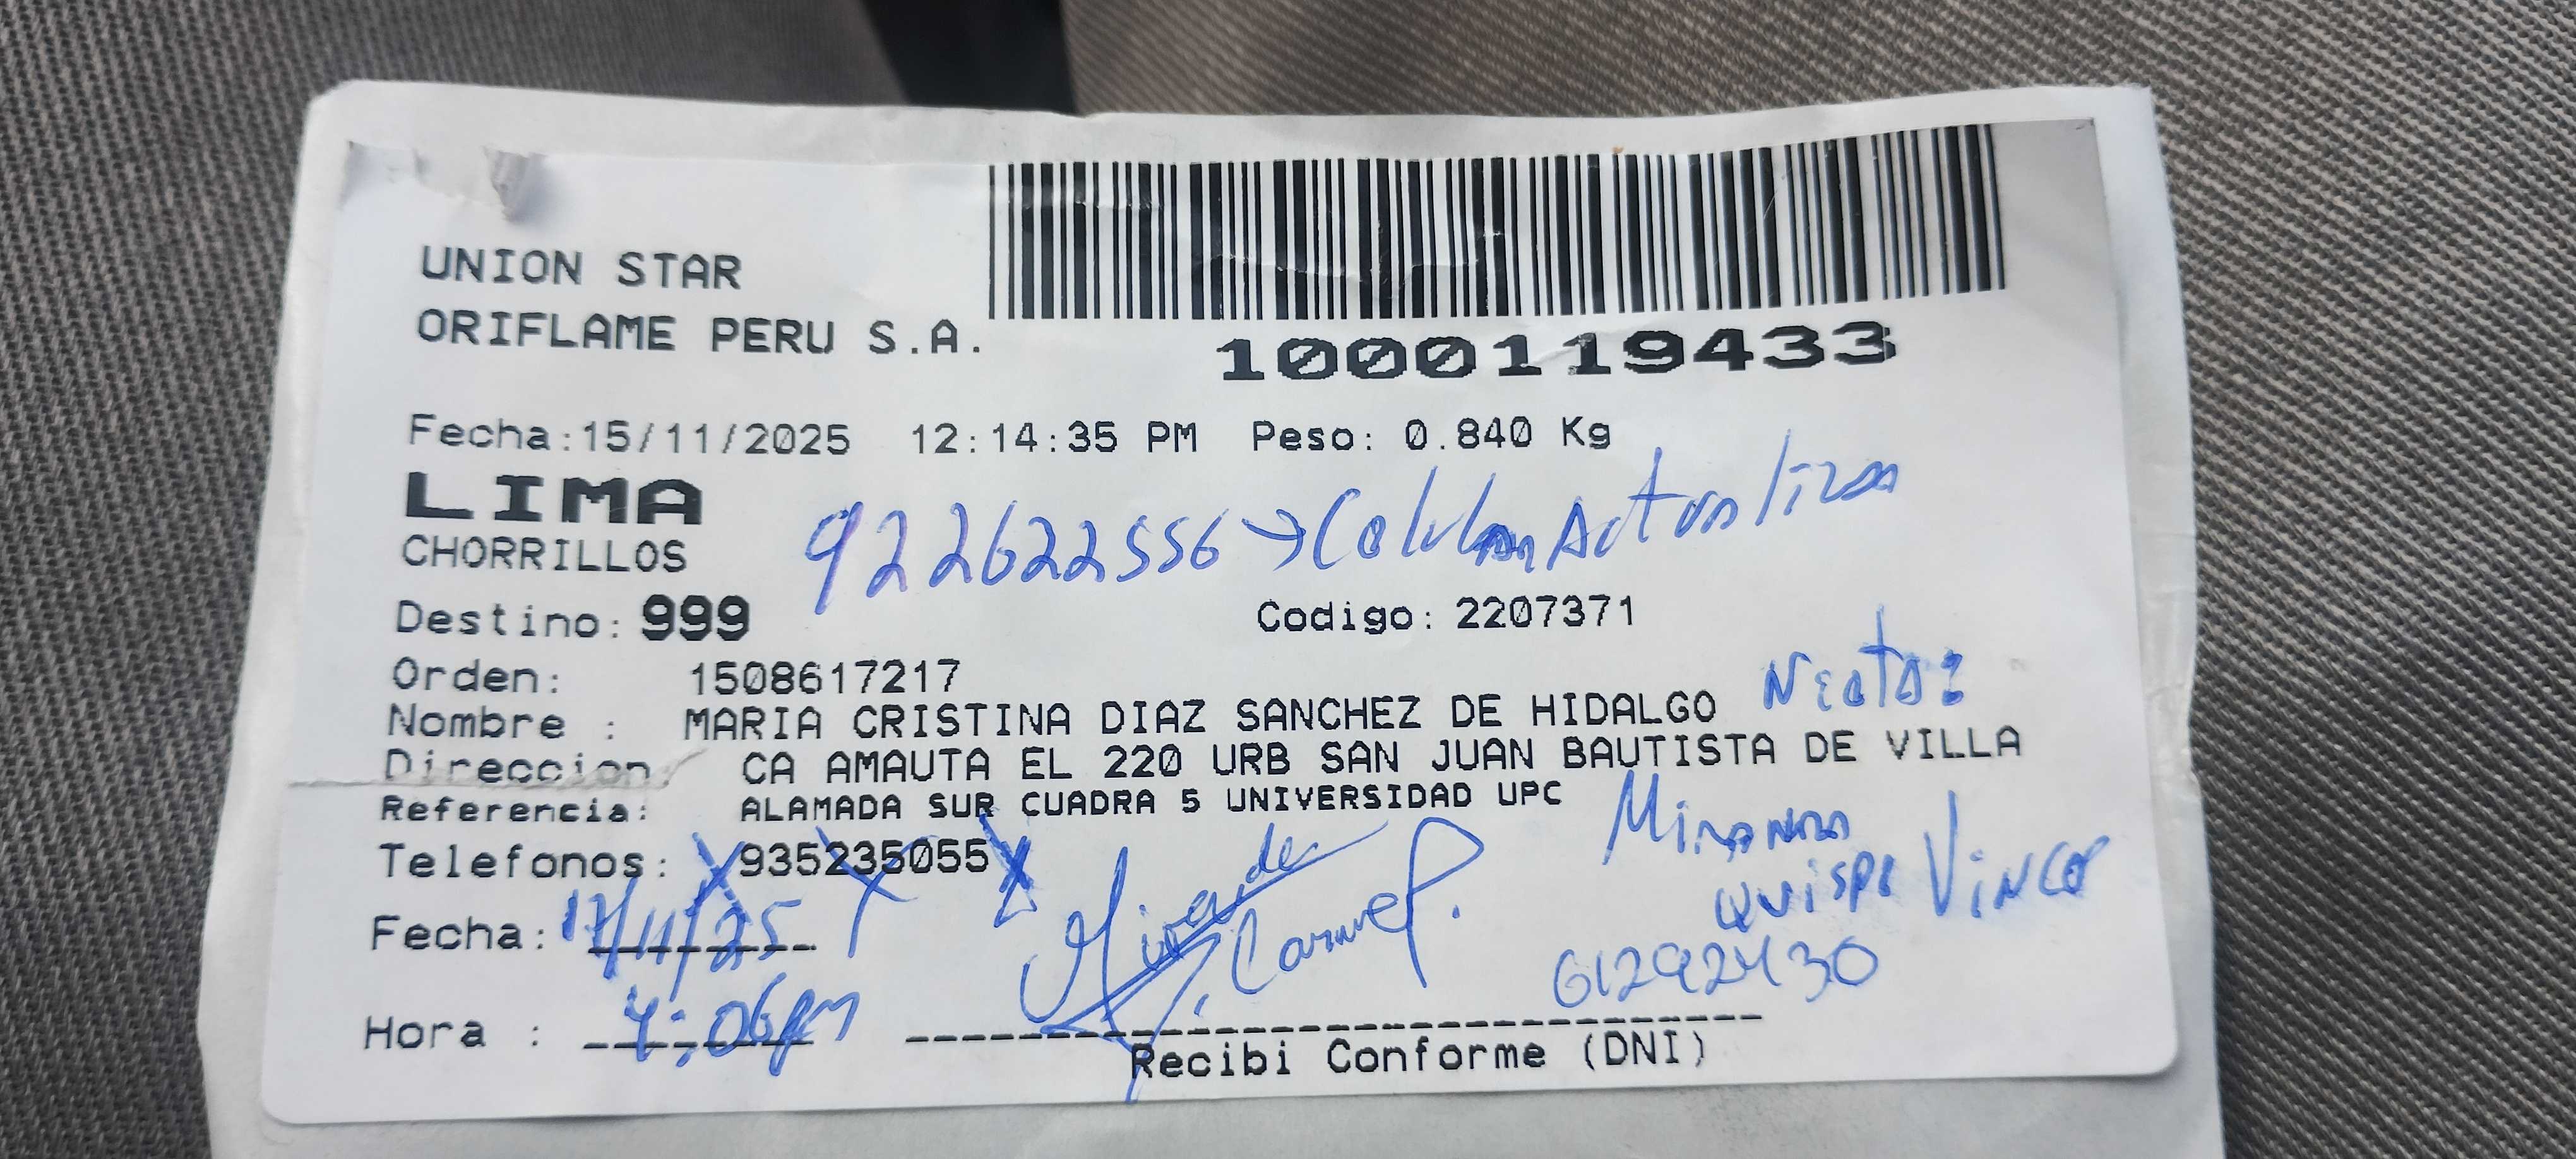 UNION STAR
ORIFLAME PERU S.A.
1000119433
Fecha:15/11/2025 12:14:35 PM Peso: 0.840 Kg
LIMA
922622556 → Celular Actualizar
CHORRILLOS
Destino: 999 Codigo: 2207371
Orden: 1508617217
Nombre : MARIA CRISTINA DIAZ SANCHEZ DE HIDALGO
Direccion: CA AMAUTA EL 220 URB SAN JUAN BAUTISTA DE VILLA
Referencia: ALAMADA SUR CUADRA 5 UNIVERSIDAD UPC
Telefonos: 935235055
Miranda
Quispe
Fecha: 17/11/25
Miranda
Carmel
61292430
Hora : 4:06pm
Recibi Conforme (DNI)